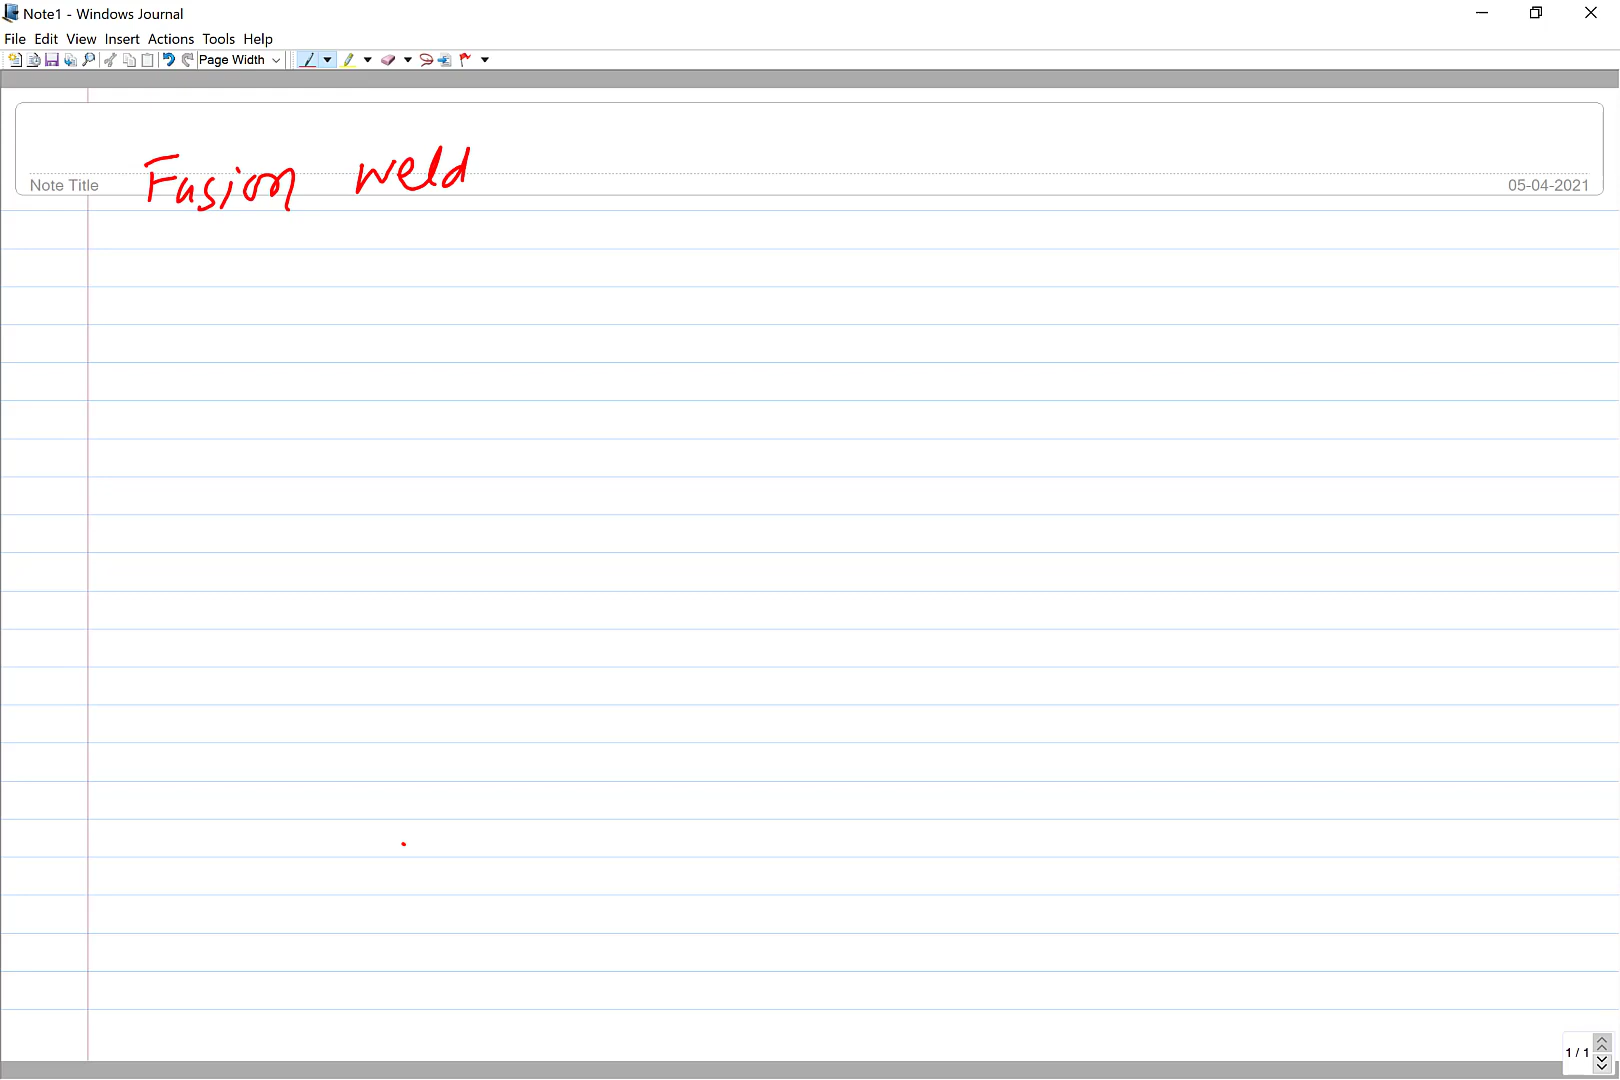 Note1 - Windows Journal
File Edit View Insert Actions Tools Help
Page Width
Fusion weld
Note Title
05-04-2021
1 / 1